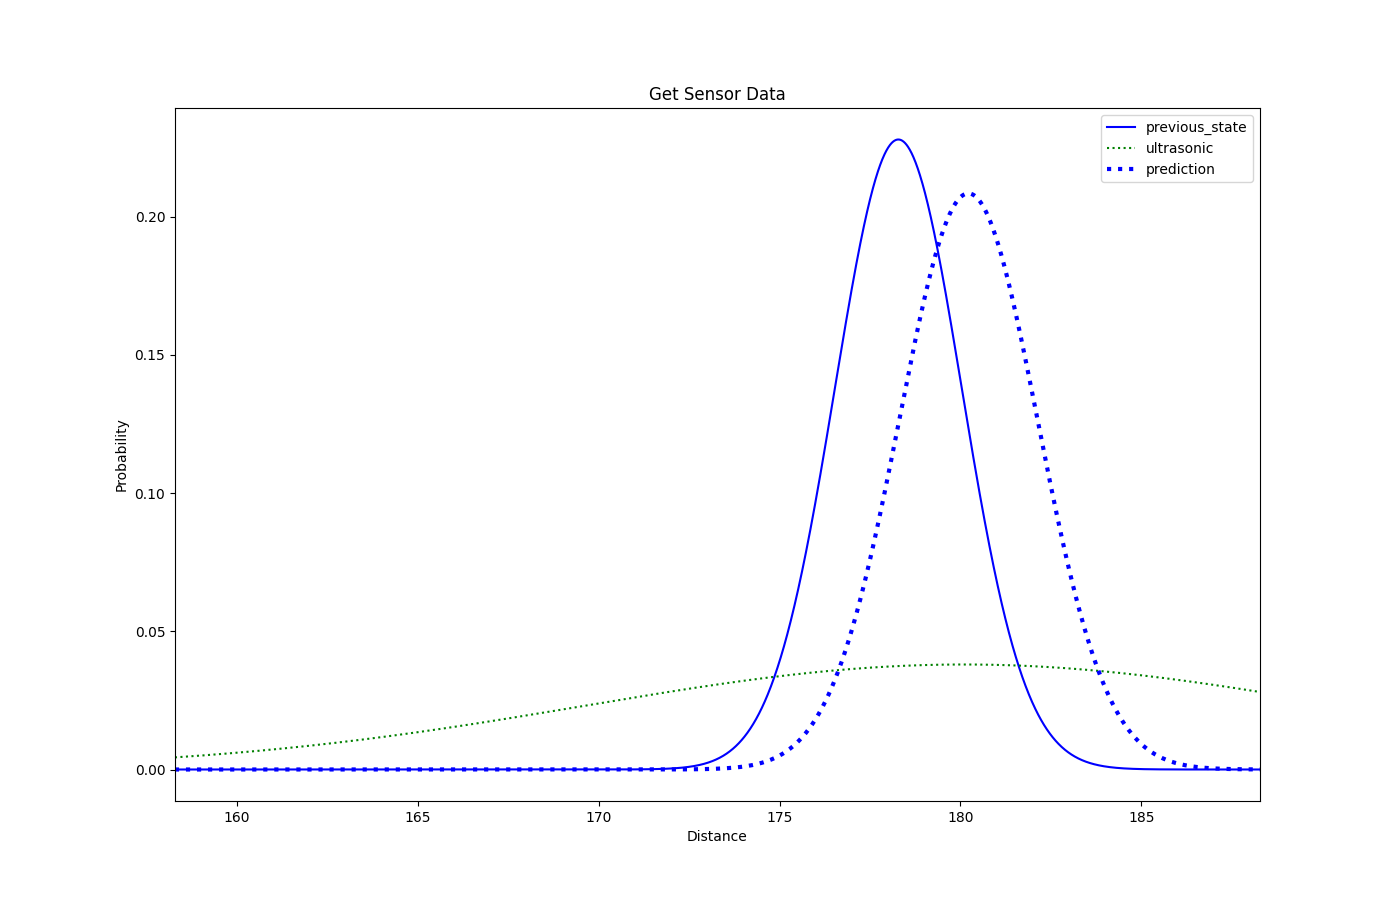 Get Sensor Data
previous_state
ultrasonic
prediction
Probability
0.20
0.15
0.10
0.05
0.00
160 165 170 175 180 185
Distance